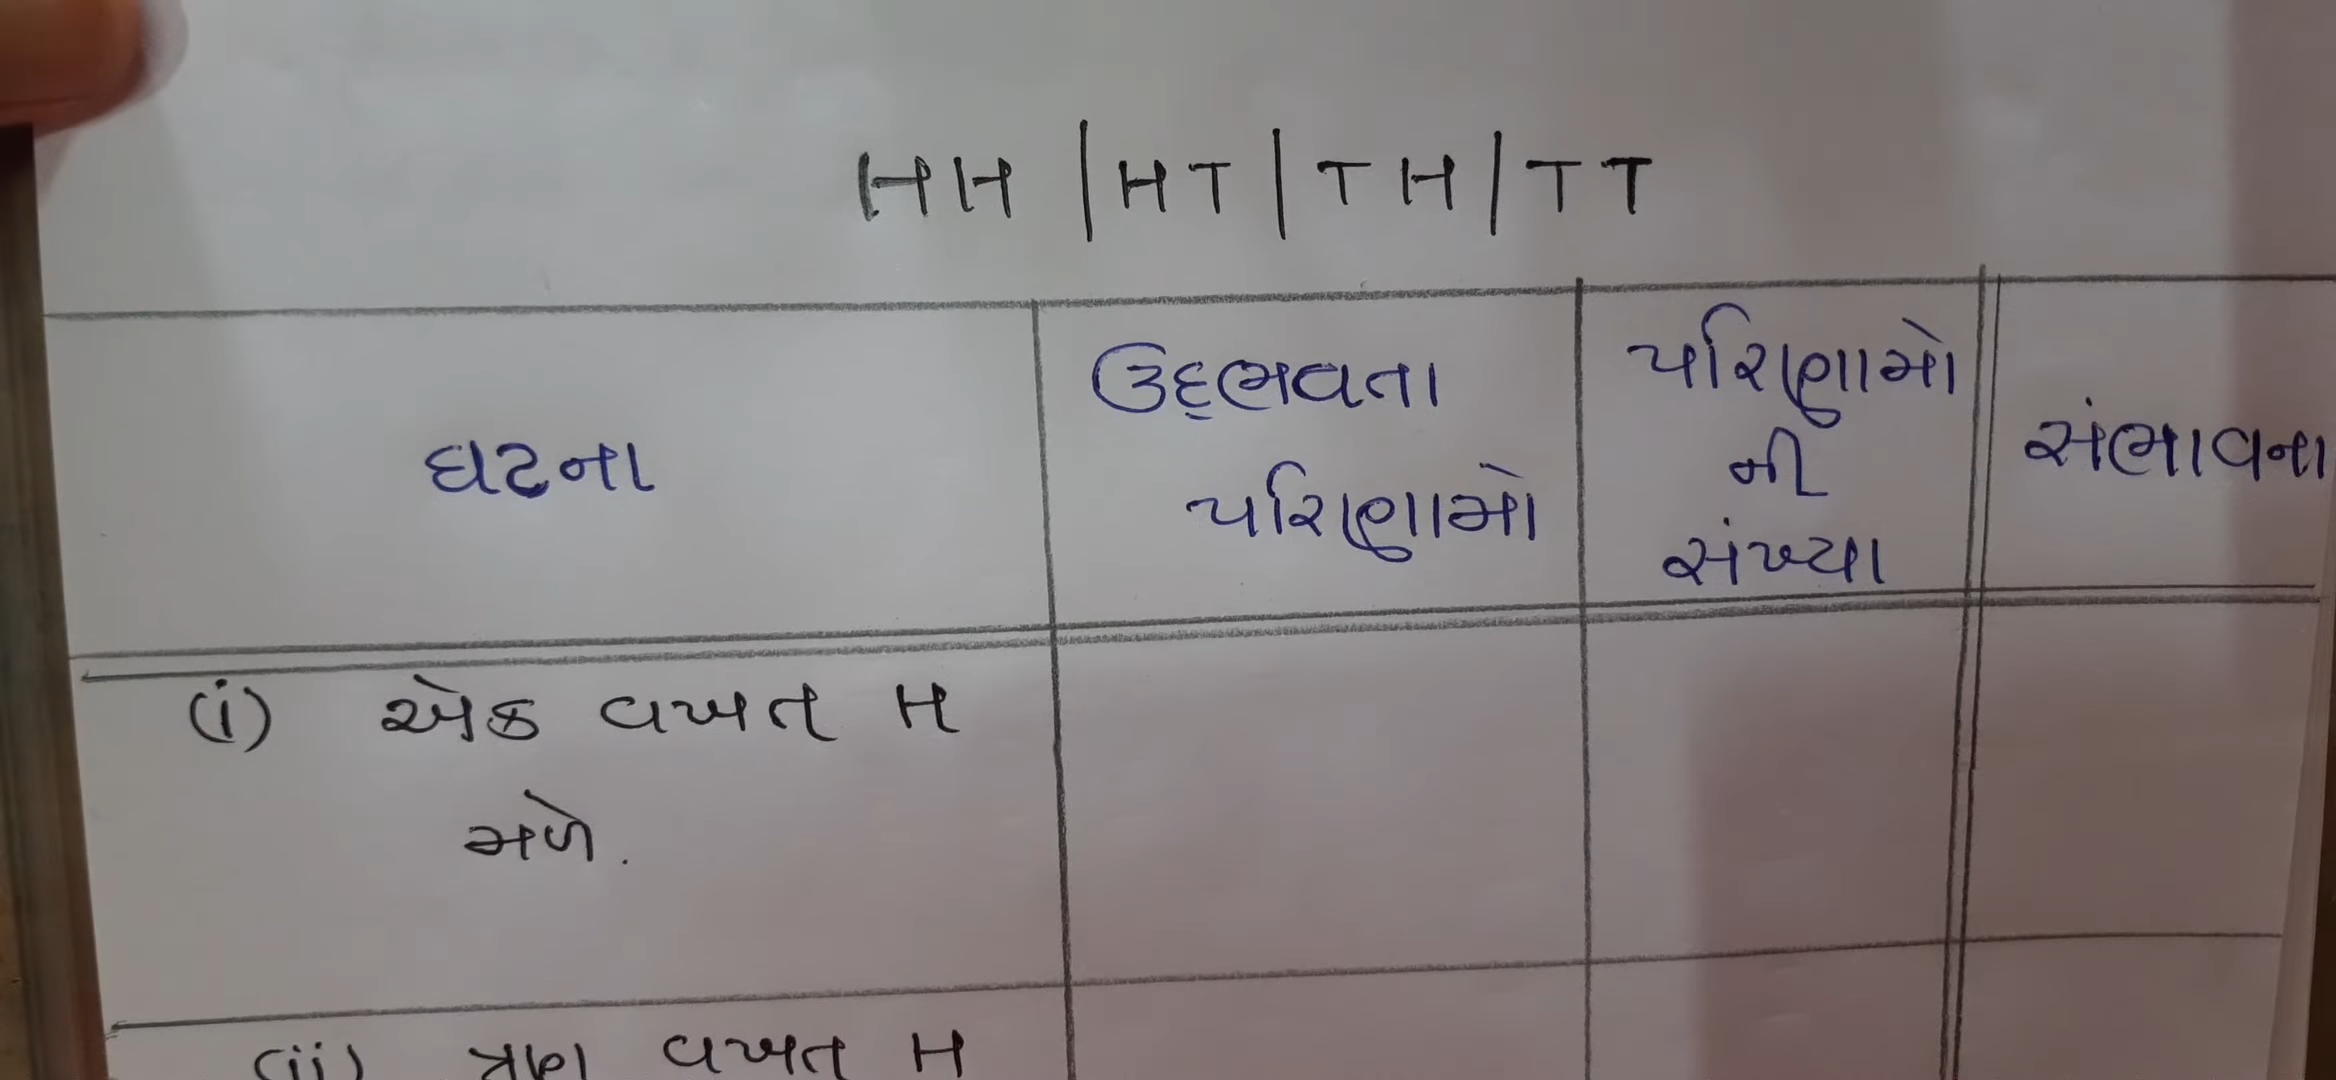 HH | HT | TH | TT
ઘટના
ઉદ્ભવતા
પરિણામો
પરિણામો
ની
સંખ્યા
સંભાવના
(i) એક વખત H
મળે.
(ii) ત્રણ વખત H